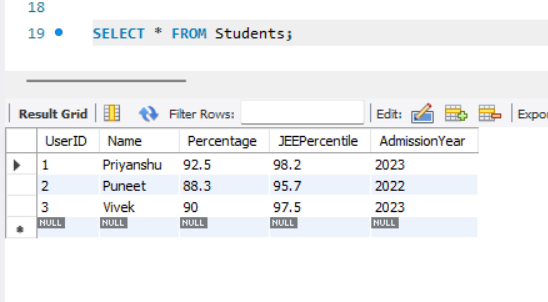 18
19 SELECT * FROM Students;
Result Grid Filter Rows: Edit: Expor
UserID Name Percentage JEEPercentile AdmissionYear
1 Priyanshu 92.5 98.2 2023
2 Puneet 88.3 95.7 2022
3 Vivek 90 97.5 2023
NULL NULL NULL NULL NULL